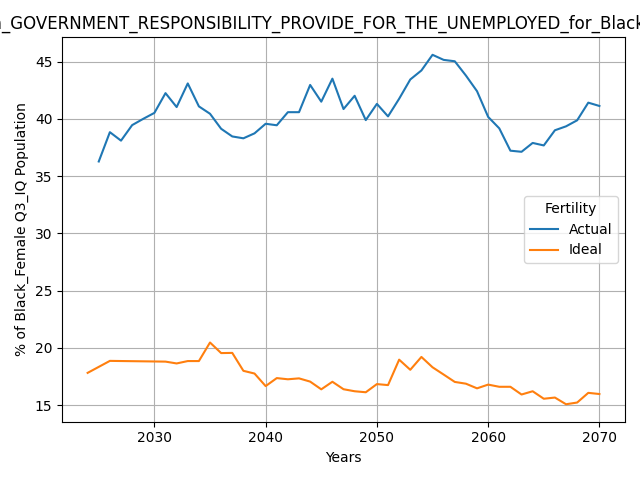 _GOVERNMENT_RESPONSIBILITY_PROVIDE_FOR_THE_UNEMPLOYED_for_Black
% of Black_Female Q3_IQ Population
45
40
35
30
25
20
15
Fertility
Actual
Ideal
2030
2040
2050
2060
2070
Years